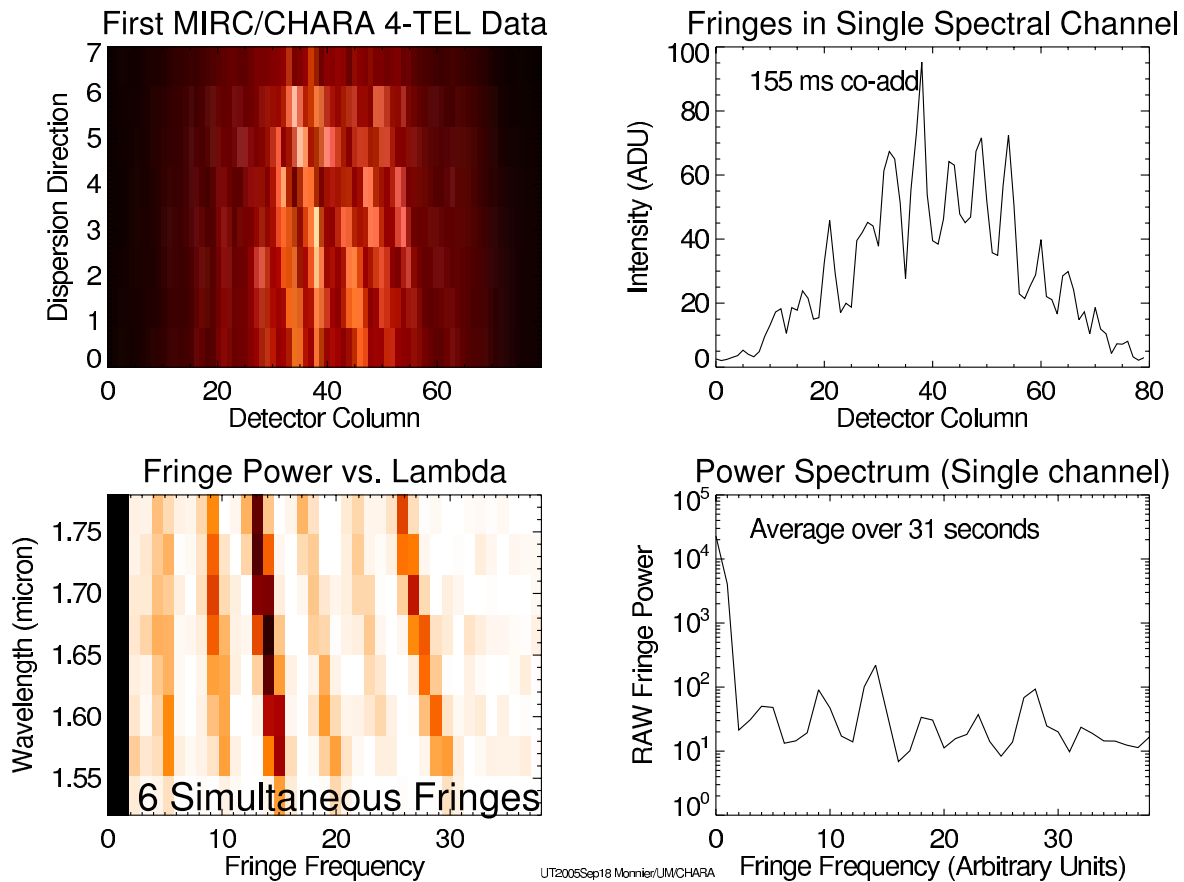 First MIRC/CHARA 4-TEL Data
Dispersion Direction
7
6
5
4
3
2
1
0
0 20 40 60
Detector Column
Fringes in Single Spectral Channel
155 ms co-add
Intensity (ADU)
100
80
60
40
20
0
0 20 40 60 80
Detector Column
Fringe Power vs. Lambda
Wavelength (micron)
1.75
1.70
1.65
1.60
1.55
6 Simultaneous Fringes
0 10 20 30
Fringe Frequency
Power Spectrum (Single channel)
Average over 31 seconds
RAW Fringe Power
10^5
10^4
10^3
10^2
10^1
10^0
0 10 20 30
Fringe Frequency (Arbitrary Units)
UT2005Sep18 Monnier/UM/CHARA